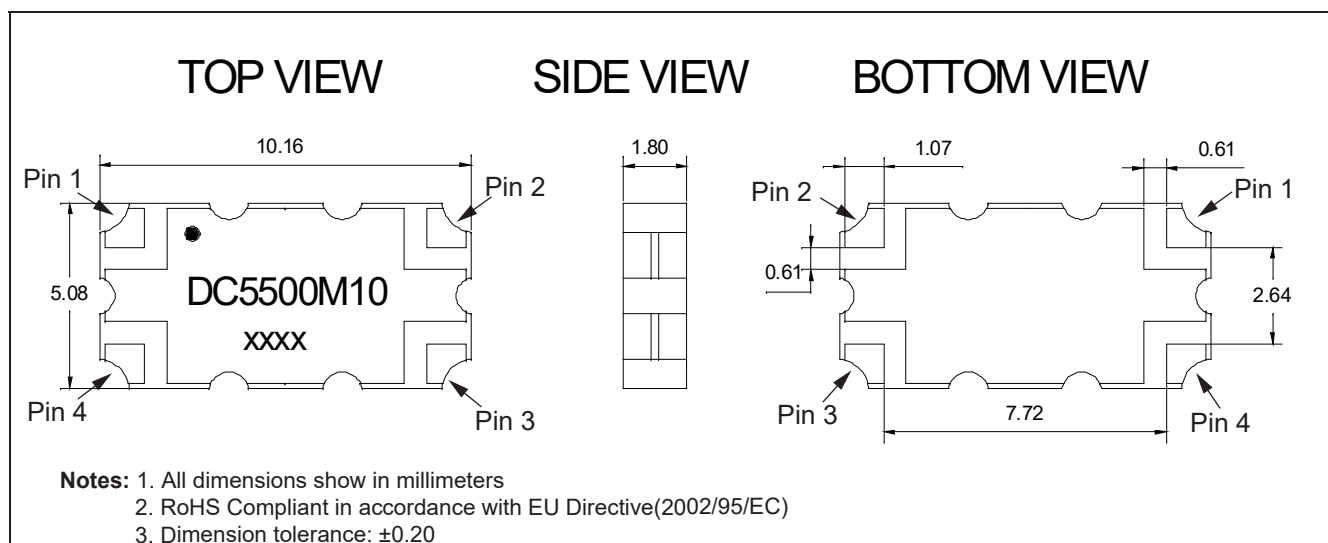 TOP VIEW SIDE VIEW BOTTOM VIEW
10.16 1.80 1.07 0.61
Pin 1 Pin 2 Pin 2 Pin 1
5.08 DC5500M10 0.61 2.64
xxxx
Pin 4 Pin 3 Pin 3 7.72 Pin 4
Notes: 1. All dimensions show in millimeters
2. RoHS Compliant in accordance with EU Directive(2002/95/EC)
3. Dimension tolerance: ±0.20